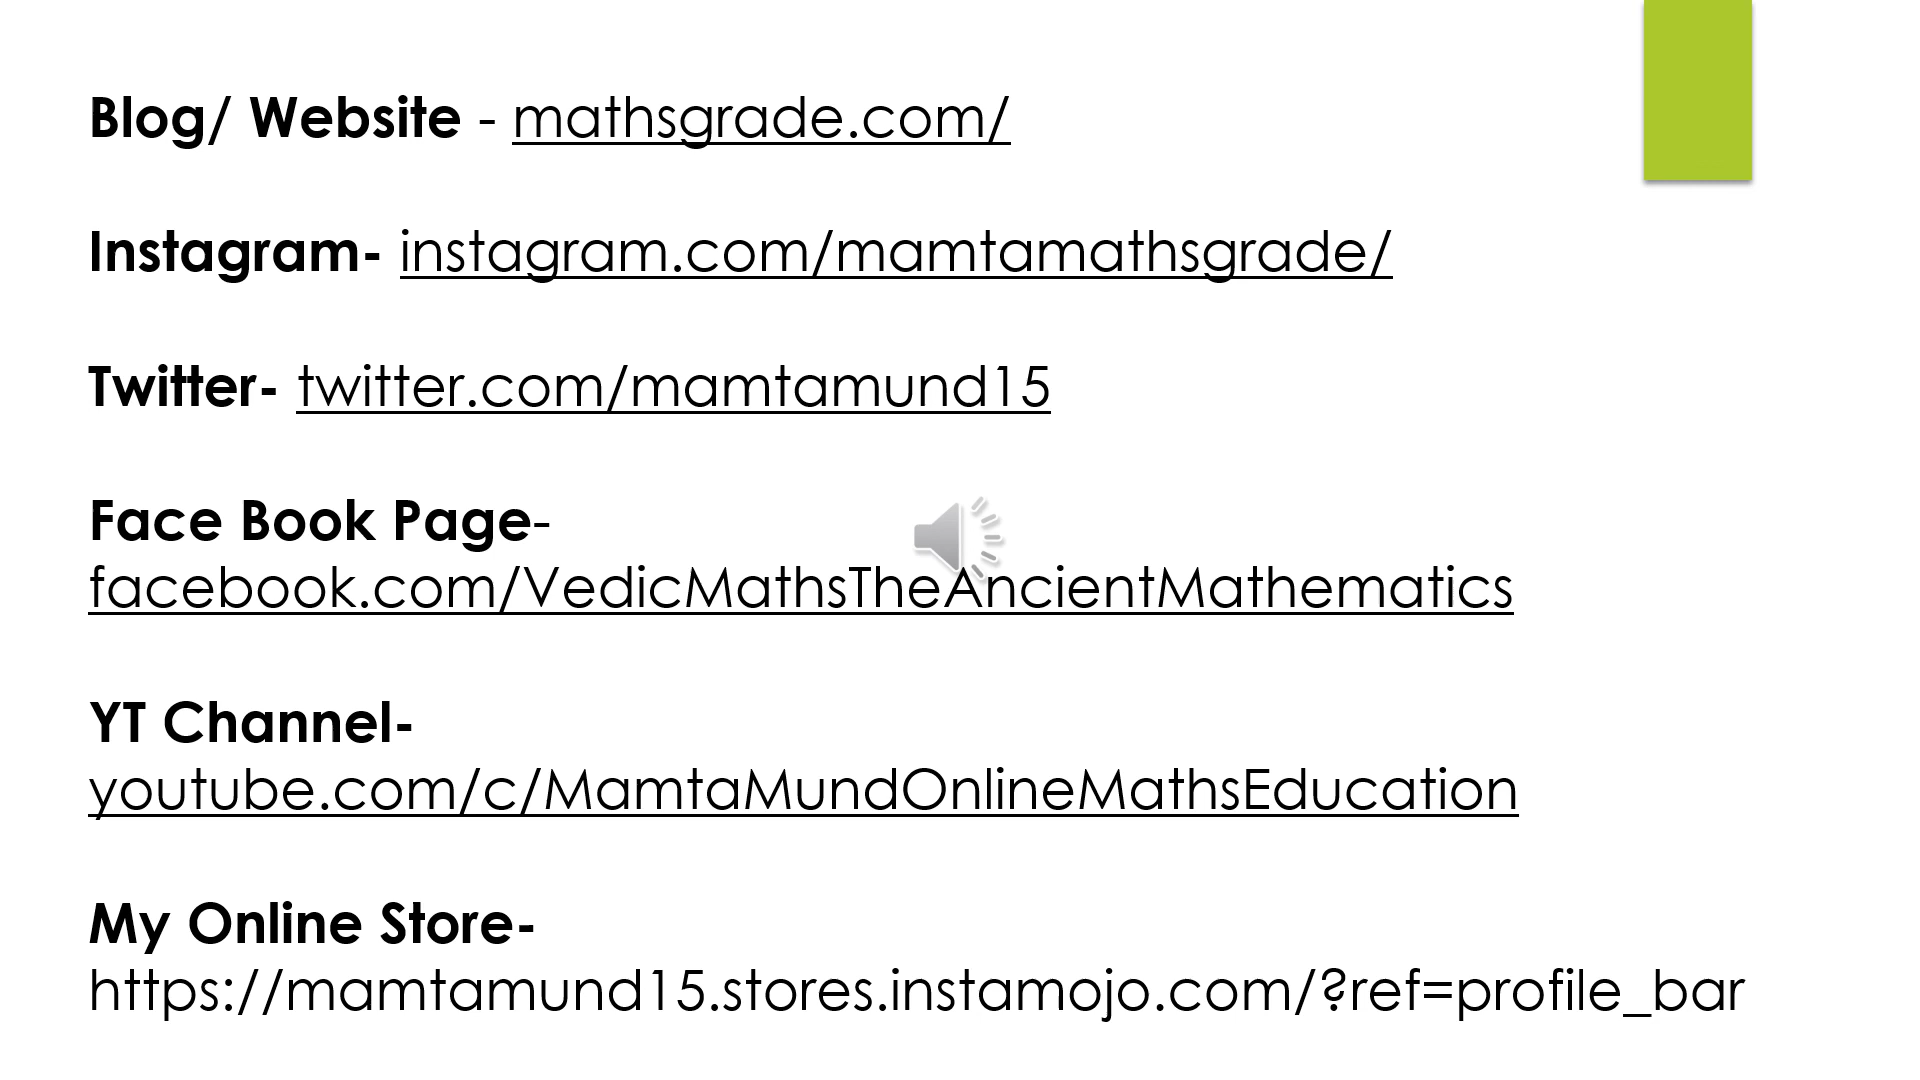 Blog/ Website - mathsgrade.com/
Instagram- instagram.com/mamtamathsgrade/
Twitter- twitter.com/mamtamund15
Face Book Page-
facebook.com/VedicMathsTheAncientMathematics
YT Channel-
youtube.com/c/MamtaMundOnlineMathsEducation
My Online Store-
https://mamtamund15.stores.instamojo.com/?ref=profile_bar